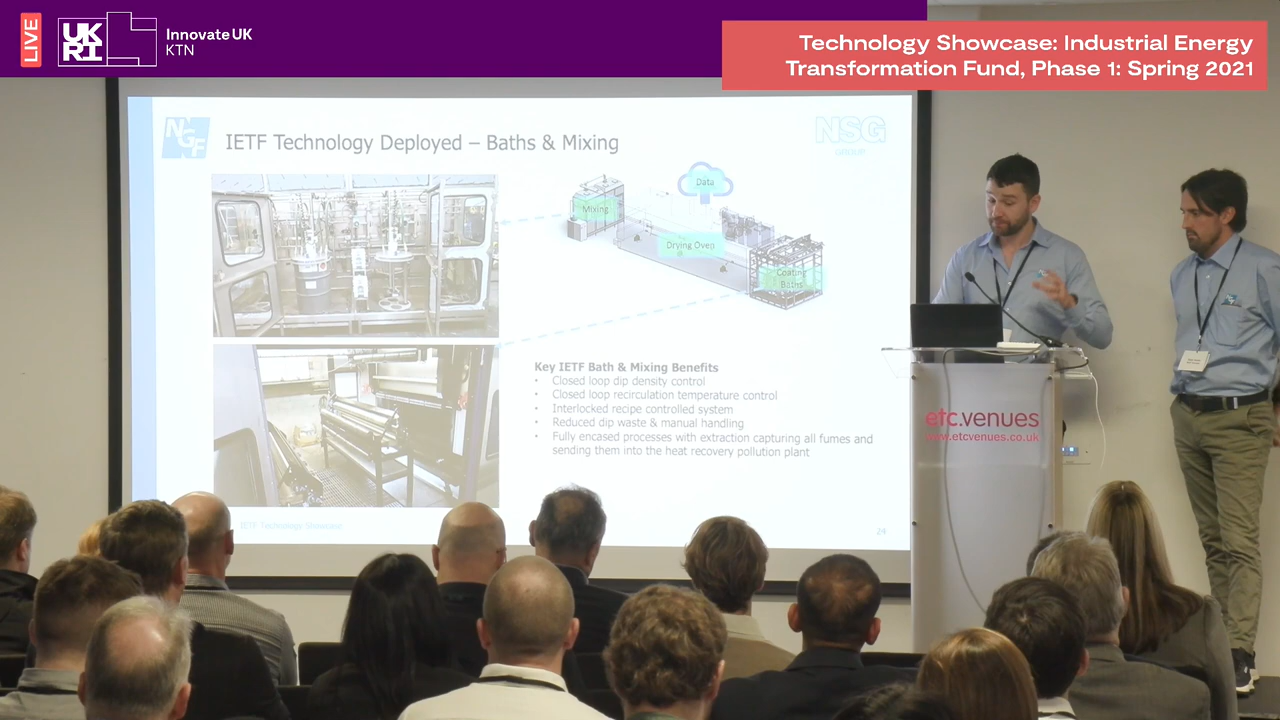 LIVE
UK
RI
Innovate UK
KTN
Technology Showcase: Industrial Energy
Transformation Fund, Phase 1: Spring 2021
NGF
IETF Technology Deployed – Baths & Mixing
NSG
GROUP
Data
Mixing
Drying Oven
Coating
Baths
Key IETF Bath & Mixing Benefits
• Closed loop dip density control
• Closed loop recirculation temperature control
• Interlocked recipe controlled system
• Reduced dip waste & manual handling
• Fully encased processes with extraction capturing all fumes and
sending them into the heat recovery pollution plant
IETF Technology Showcase
24
etc.venues
www.etcvenues.co.uk